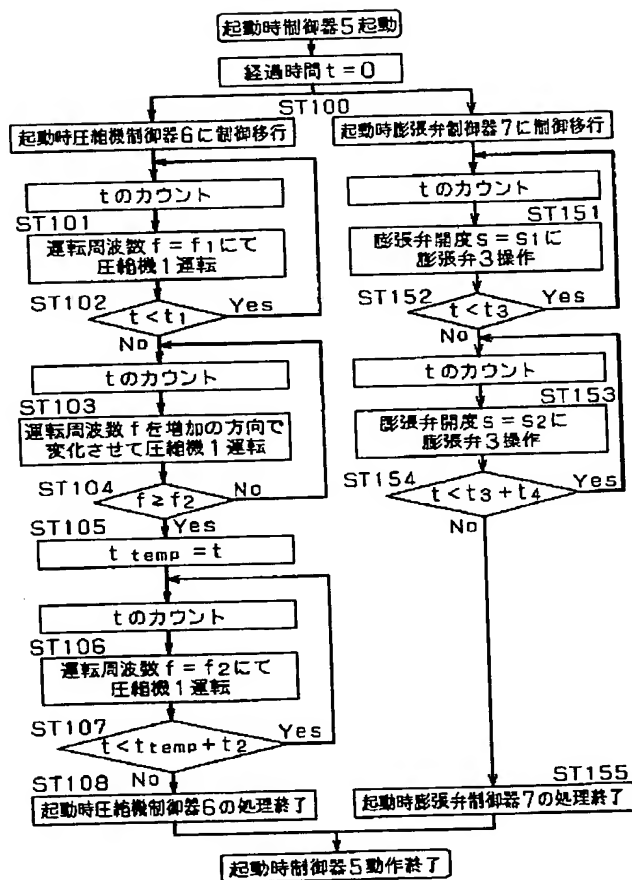 起動時制御器5起動
経過時間t=0
ST100
起動時圧縮機制御器6に制御移行
tのカウント
ST101
運転周波数f=f1にて
圧縮機1運転
ST102
t<t1
Yes
No
tのカウント
ST103
運転周波数fを増加の方向で
変化させて圧縮機1運転
ST104
f≥f2
No
Yes
ST105
t temp=t
tのカウント
ST106
運転周波数f=f2にて
圧縮機1運転
ST107
t<ttemp+t2
Yes
No
ST108
起動時圧縮機制御器6の処理終了
起動時膨張弁制御器7に制御移行
tのカウント
ST151
膨張弁開度s=s1に
膨張弁3操作
ST152
t<t3
Yes
No
tのカウント
ST153
膨張弁開度s=s2に
膨張弁3操作
ST154
t<t3+t4
Yes
No
ST155
起動時膨張弁制御器7の処理終了
起動時制御器5動作終了